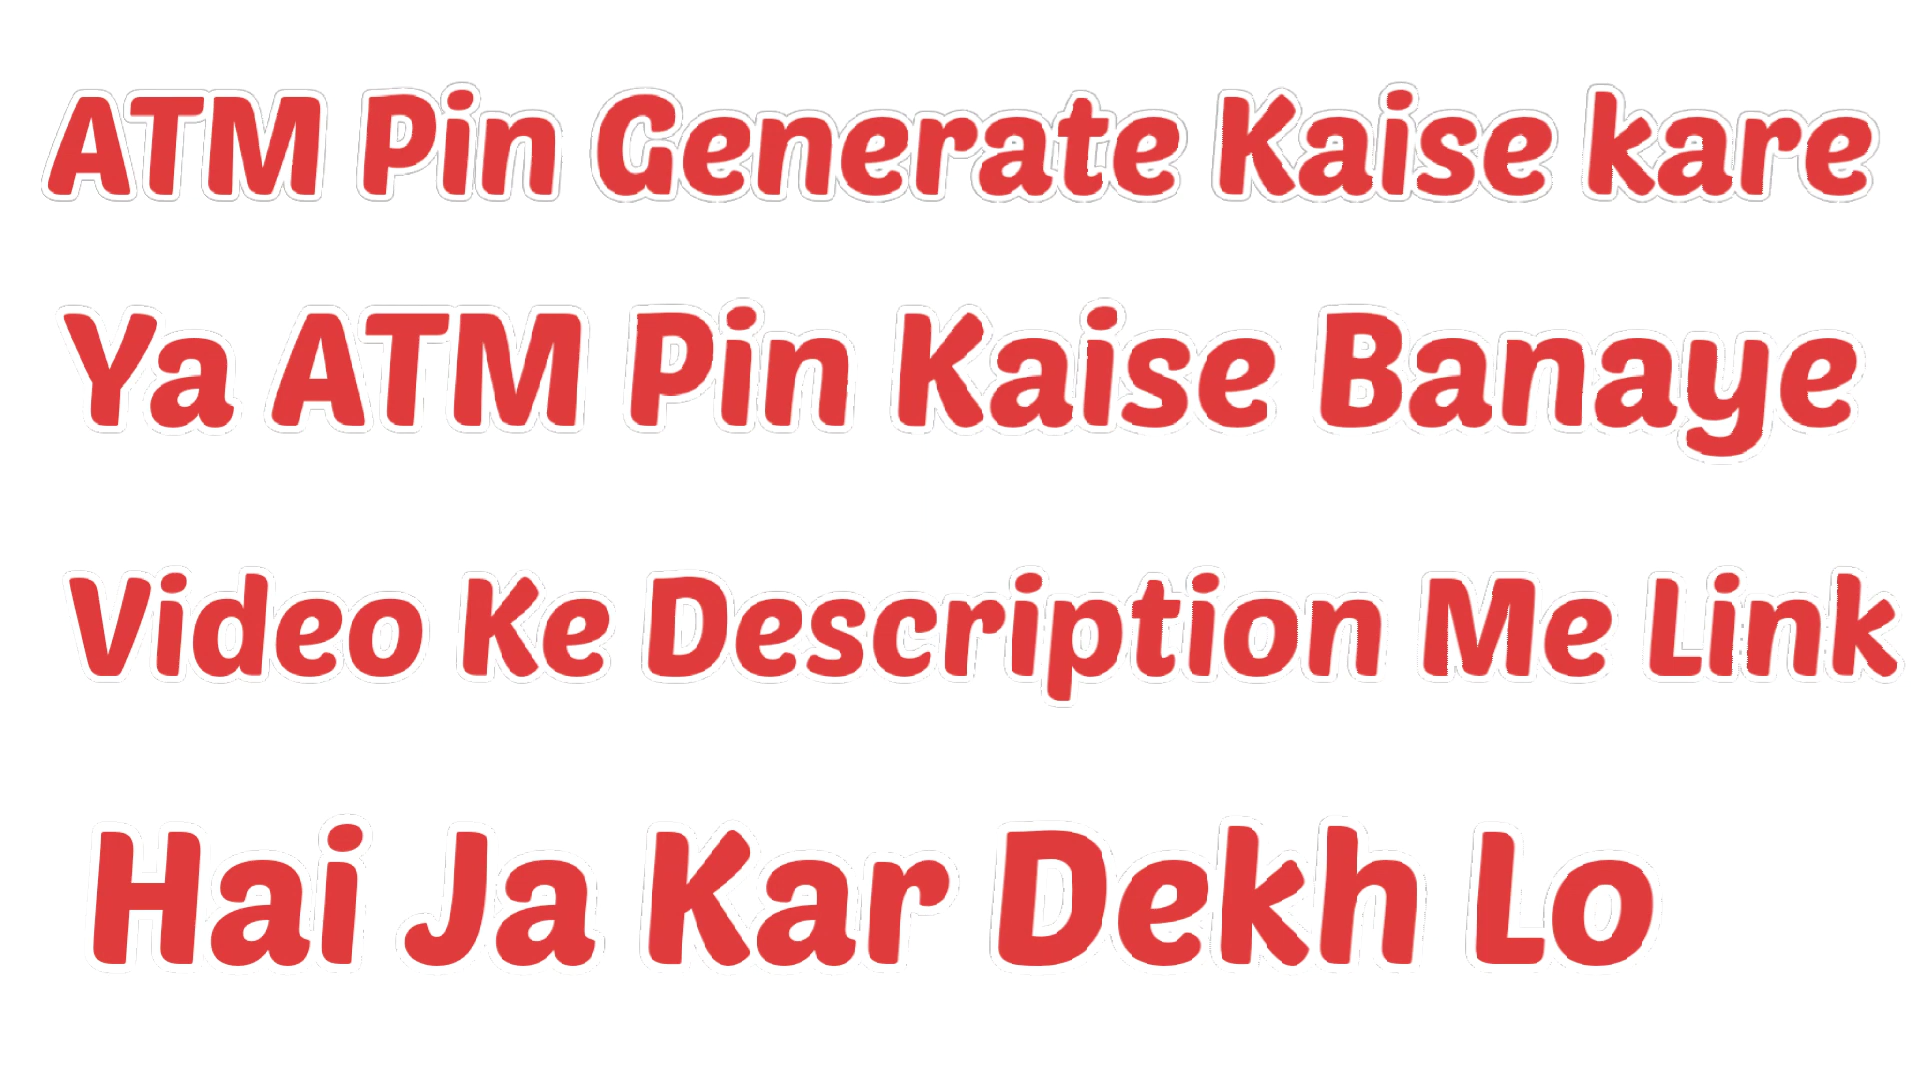 ATM Pin Generate Kaise kare
Ya ATM Pin Kaise Banaye
Video Ke Description Me Link
Hai Ja Kar Dekh Lo